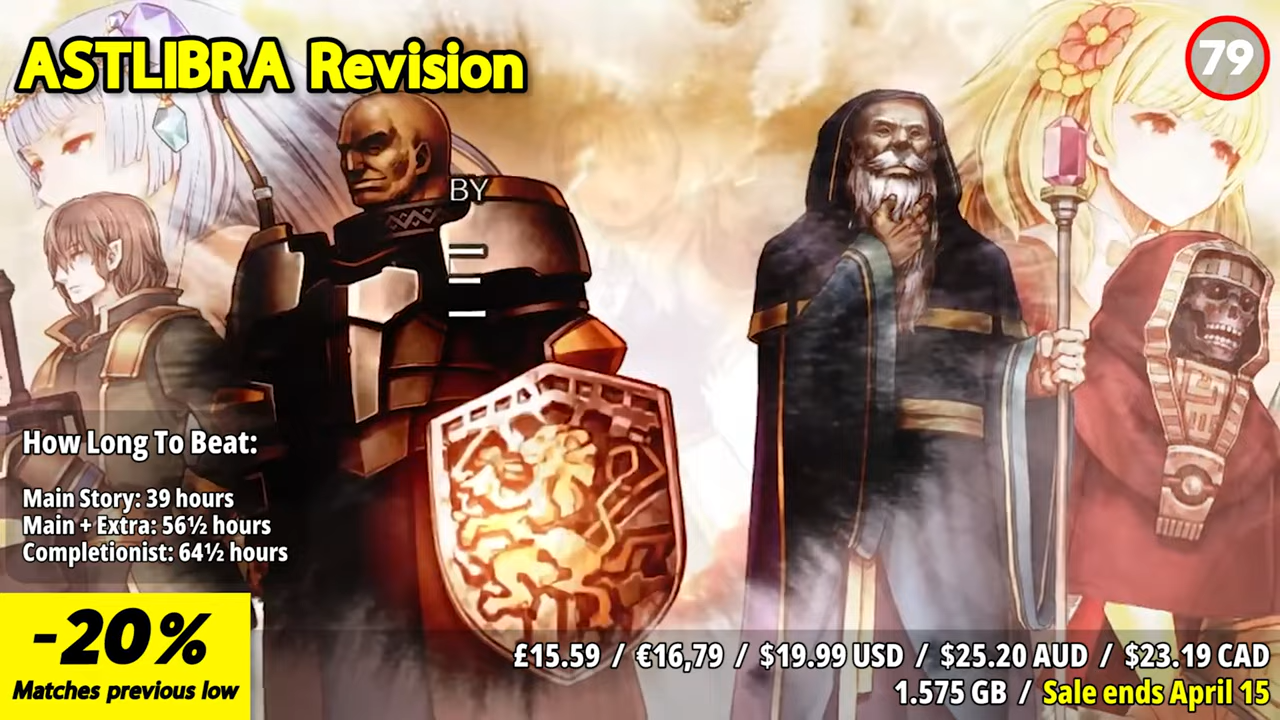 ASTLIBRA Revision
79
BY
How Long To Beat:
Main Story: 39 hours
Main + Extra: 56½ hours
Completionist: 64½ hours
-20%
Matches previous low
£15.59 / €16,79 / $19.99 USD / $25.20 AUD / $23.19 CAD
1.575 GB / Sale ends April 15